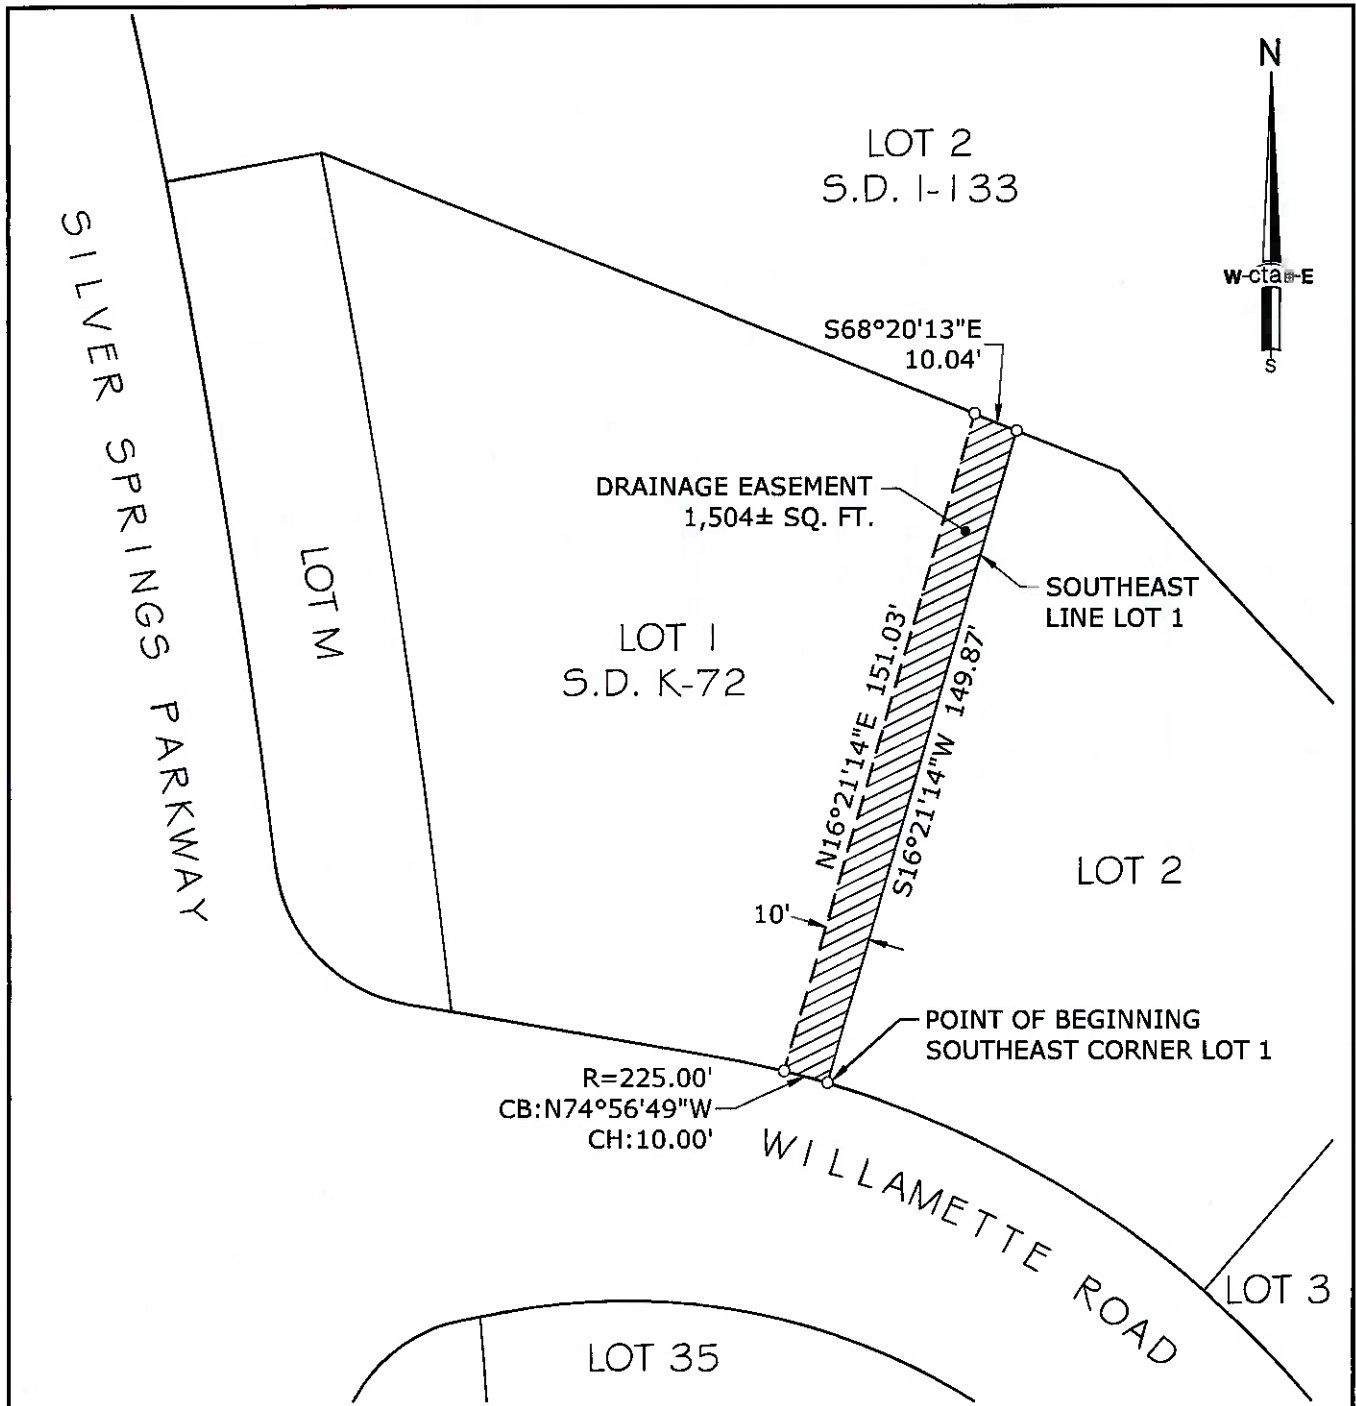 N
LOT 2
S.D. I-133
W-ctaE-E
S
SILVER SPRINGS PARKWAY
S68°20'13"E
10.04'
DRAINAGE EASEMENT
1,504± SQ. FT.
SOUTHEAST
LINE LOT 1
LOT M
LOT 1
S.D. K-72
N16°21'14"E 151.03'
S16°21'14"W 149.87'
LOT 2
10'
POINT OF BEGINNING
SOUTHEAST CORNER LOT 1
R=225.00'
CB:N74°56'49"W
CH:10.00'
WILLAMETTE ROAD
LOT 3
LOT 35